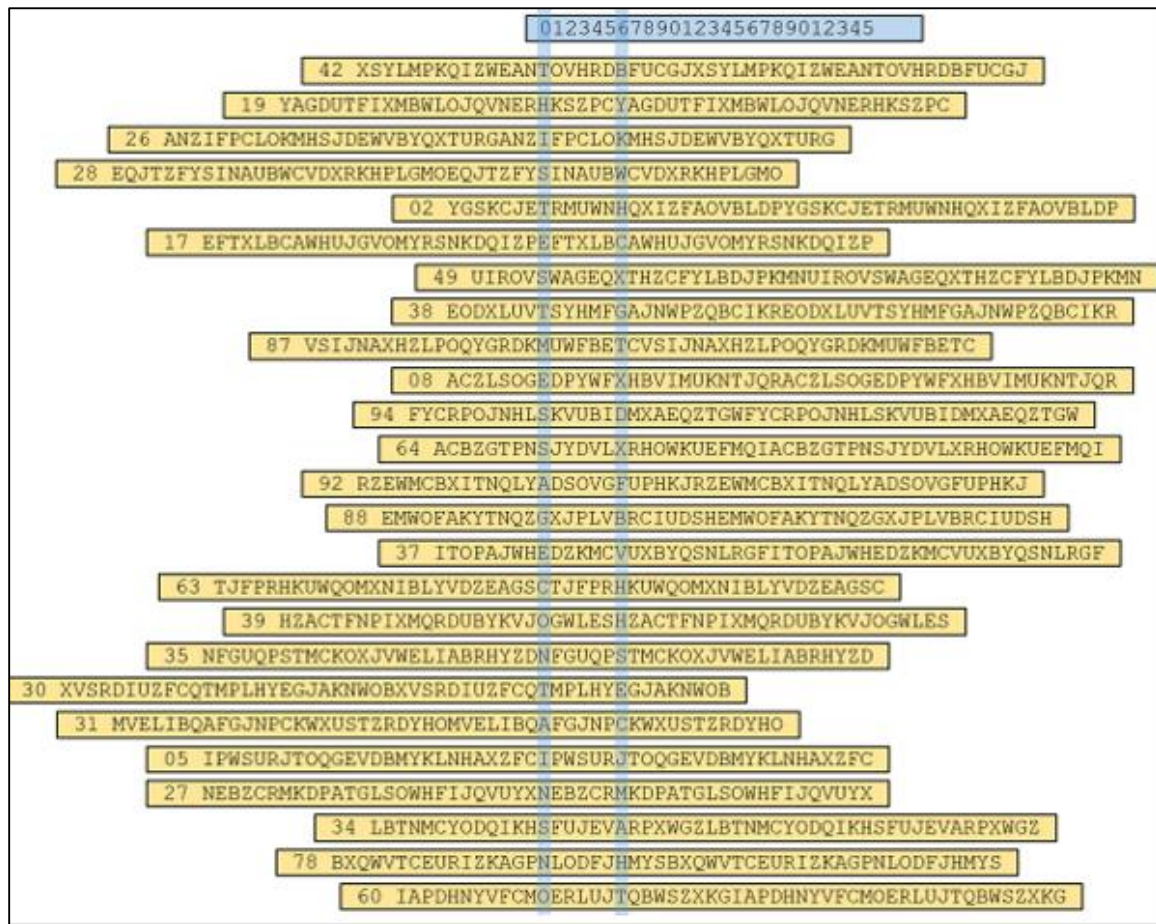 01234567890123456789012345
42 XSYLMPKQIZWEANTOVHRDBFUCGJXSYLMPKQIZWEANTOVHRDBFUCGJ
19 YAGDUTFIXMBWLOJQVNERHKSZPCYAGDUTFIXMBWLOJQVNERHKSZPC
26 ANZIFPCLOKMHSJDEWVBYQXTURGANZIFPCLOKMHSJDEWVBYQXTURG
28 EQJTZFYSINAUBWCVDXRKHPLGMOEQJTZFYSINAUBWCVDXRKHPLGMO
02 YGSKCJETRMUWNHQXIZFAOVBLDPYGSKCJETRMUWNHQXIZFAOVBLDP
17 EFTXLBCAWHUJGVOMYRSNKDQIZPEFTXLBCAWHUJGVOMYRSNKDQIZP
49 UIROVSWAGEQXTHZCFYLBDJPKMNUIROVSWAGEQXTHZCFYLBDJPKMN
38 EODXLUVTSYHMFGAJNWPZQBCIKREODXLUVTSYHMFGAJNWPZQBCIKR
87 VSIJNAXHZLPOQYGRDKMUWFBETCVSIJNAXHZLPOQYGRDKMUWFBETC
08 ACZLSOGEDPYWFXHBVIMUKNTJQRACZLSOGEDPYWFXHBVIMUKNTJQR
94 FYCRPOJNHLSKVUBIDMXAEQZTGWFYCRPOJNHLSKVUBIDMXAEQZTGW
64 ACBZGTPNSJYDVLXRHOWKUEFMQIACBZGTPNSJYDVLXRHOWKUEFMQI
92 RZEWMCBXITNQLYADSOVGFUPHKJRZEWMCBXITNQLYADSOVGFUPHKJ
88 EMWOFAKYTNQZGXJPLVBRCIUDSHEMWOFAKYTNQZGXJPLVBRCIUDSH
37 ITOPAJWHEDZKMCVUXBYQSNLRGFITOPAJWHEDZKMCVUXBYQSNLRGF
63 TJFPRHKUWQOMXNIBLYVDZEAGSCTJFPRHKUWQOMXNIBLYVDZEAGSC
39 HZACTFNPIXMQRDUBYKVJOGWLESHZACTFNPIXMQRDUBYKVJOGWLES
35 NFGUQPSTMCKOXJVWELIABRHYZDNFGUQPSTMCKOXJVWELIABRHYZD
30 XVSRDIUZFCQTMPLHYEGJAKNWOBXVSRDIUZFCQTMPLHYEGJAKNWOB
31 MVELIBQAFGJNPCKWXUSTZRDYHOMVELIBQAFGJNPCKWXUSTZRDYHO
05 IPWSURJTOQGEVDBMYKLNHAXZFCIPWSURJTOQGEVDBMYKLNHAXZFC
27 NEBZCRMKDPATGLSOWHFIJQVUYXNEBZCRMKDPATGLSOWHFIJQVUYX
34 LBTNMCYODQIKHSFUJEVARPXWGZLBTNMCYODQIKHSFUJEVARPXWGZ
78 BXQWVTCEURIZKAGPNLODFJHMYSBXQWVTCEURIZKAGPNLODFJHMYS
60 IAPDHNYVFCMOERLUJTQBWSZXKGIAPDHNYVFCMOERLUJTQBWSZXKG